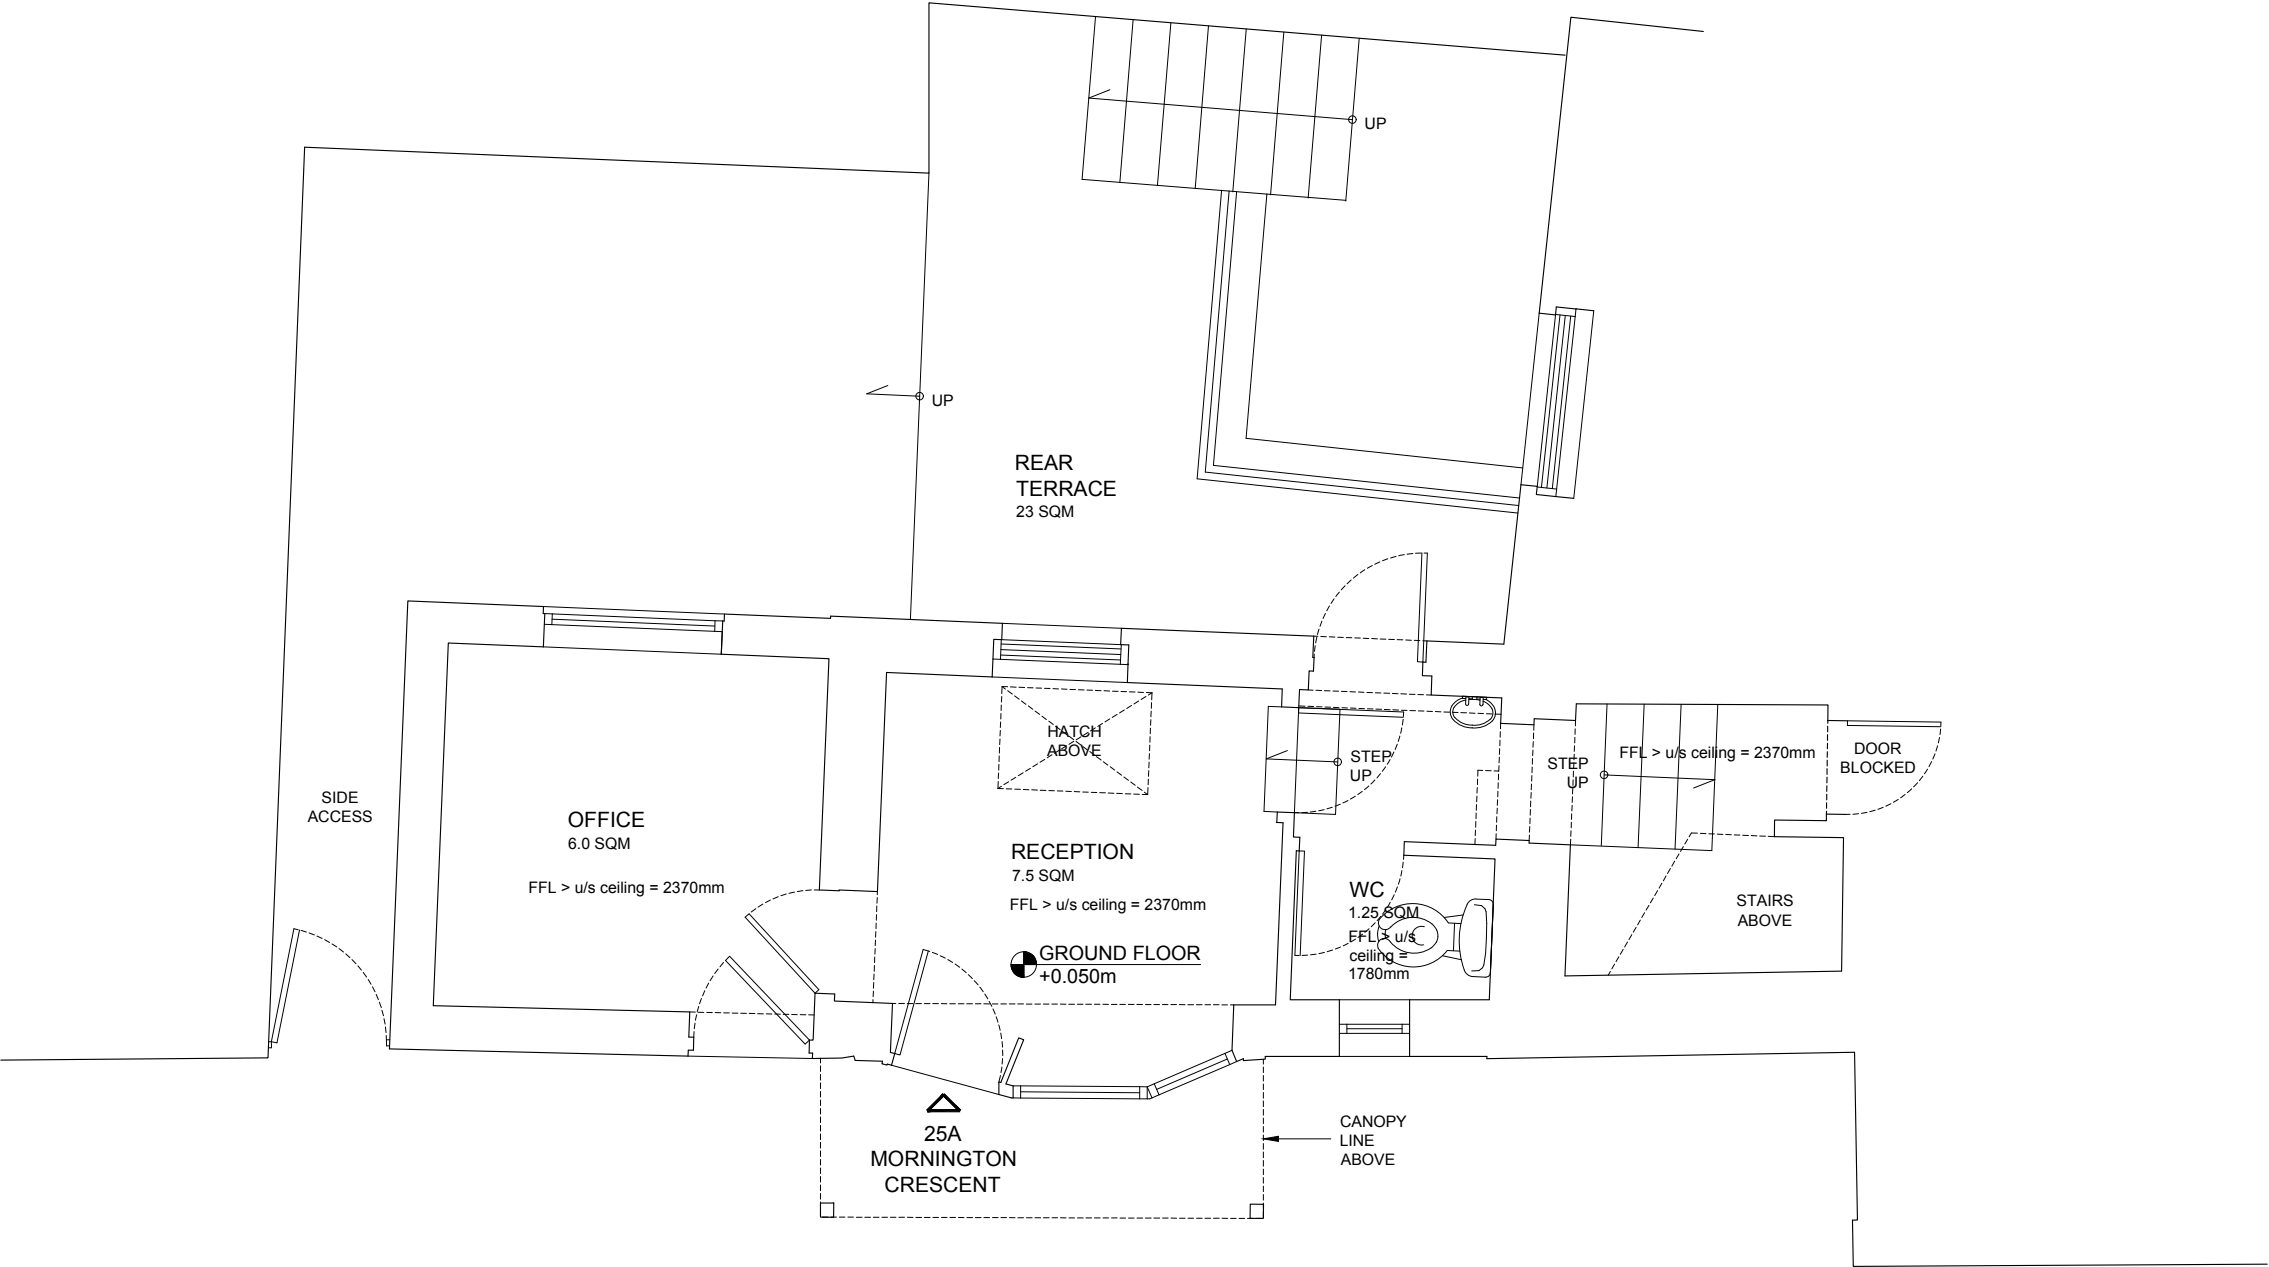 UP
UP
REAR
TERRACE
23 SQM
HATCH
ABOVE
STEP
UP
STEP
UP
FFL > u/s ceiling = 2370mm
DOOR
BLOCKED
SIDE
ACCESS
OFFICE
6.0 SQM
FFL > u/s ceiling = 2370mm
RECEPTION
7.5 SQM
FFL > u/s ceiling = 2370mm
GROUND FLOOR
+0.050m
WC
1.25 SQM
FFL > u/s
ceiling =
1780mm
STAIRS
ABOVE
25A
MORNINGTON
CRESCENT
CANOPY
LINE
ABOVE